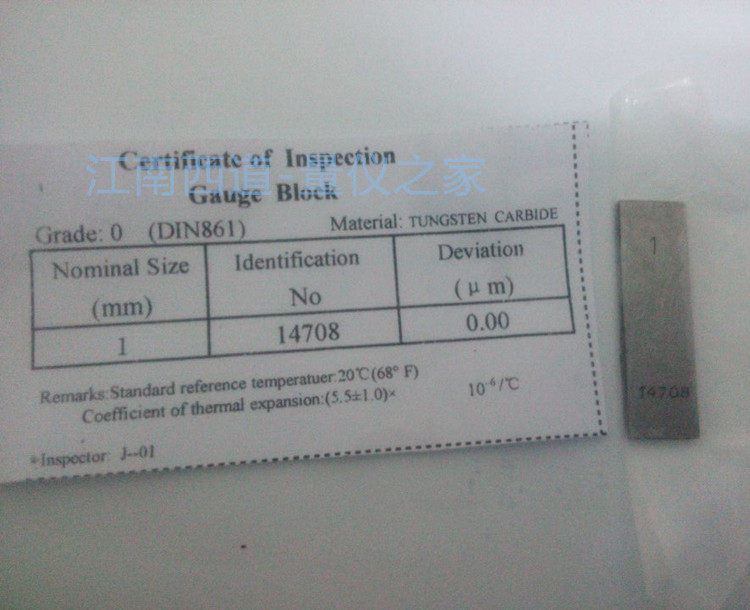 Certificate of Inspection
江南四道-量仪之家
Gauge Block
Grade: 0 (DIN861) Material: TUNGSTEN CARBIDE
Nominal Size (mm) Identification No Deviation (μm)
1 14708 0.00
Remarks:Standard reference temperatuer:20℃(68° F)
Coefficient of thermal expansion:(5.5±1.0)× 10⁻⁶/℃
*Inspector: J--01
1
14708